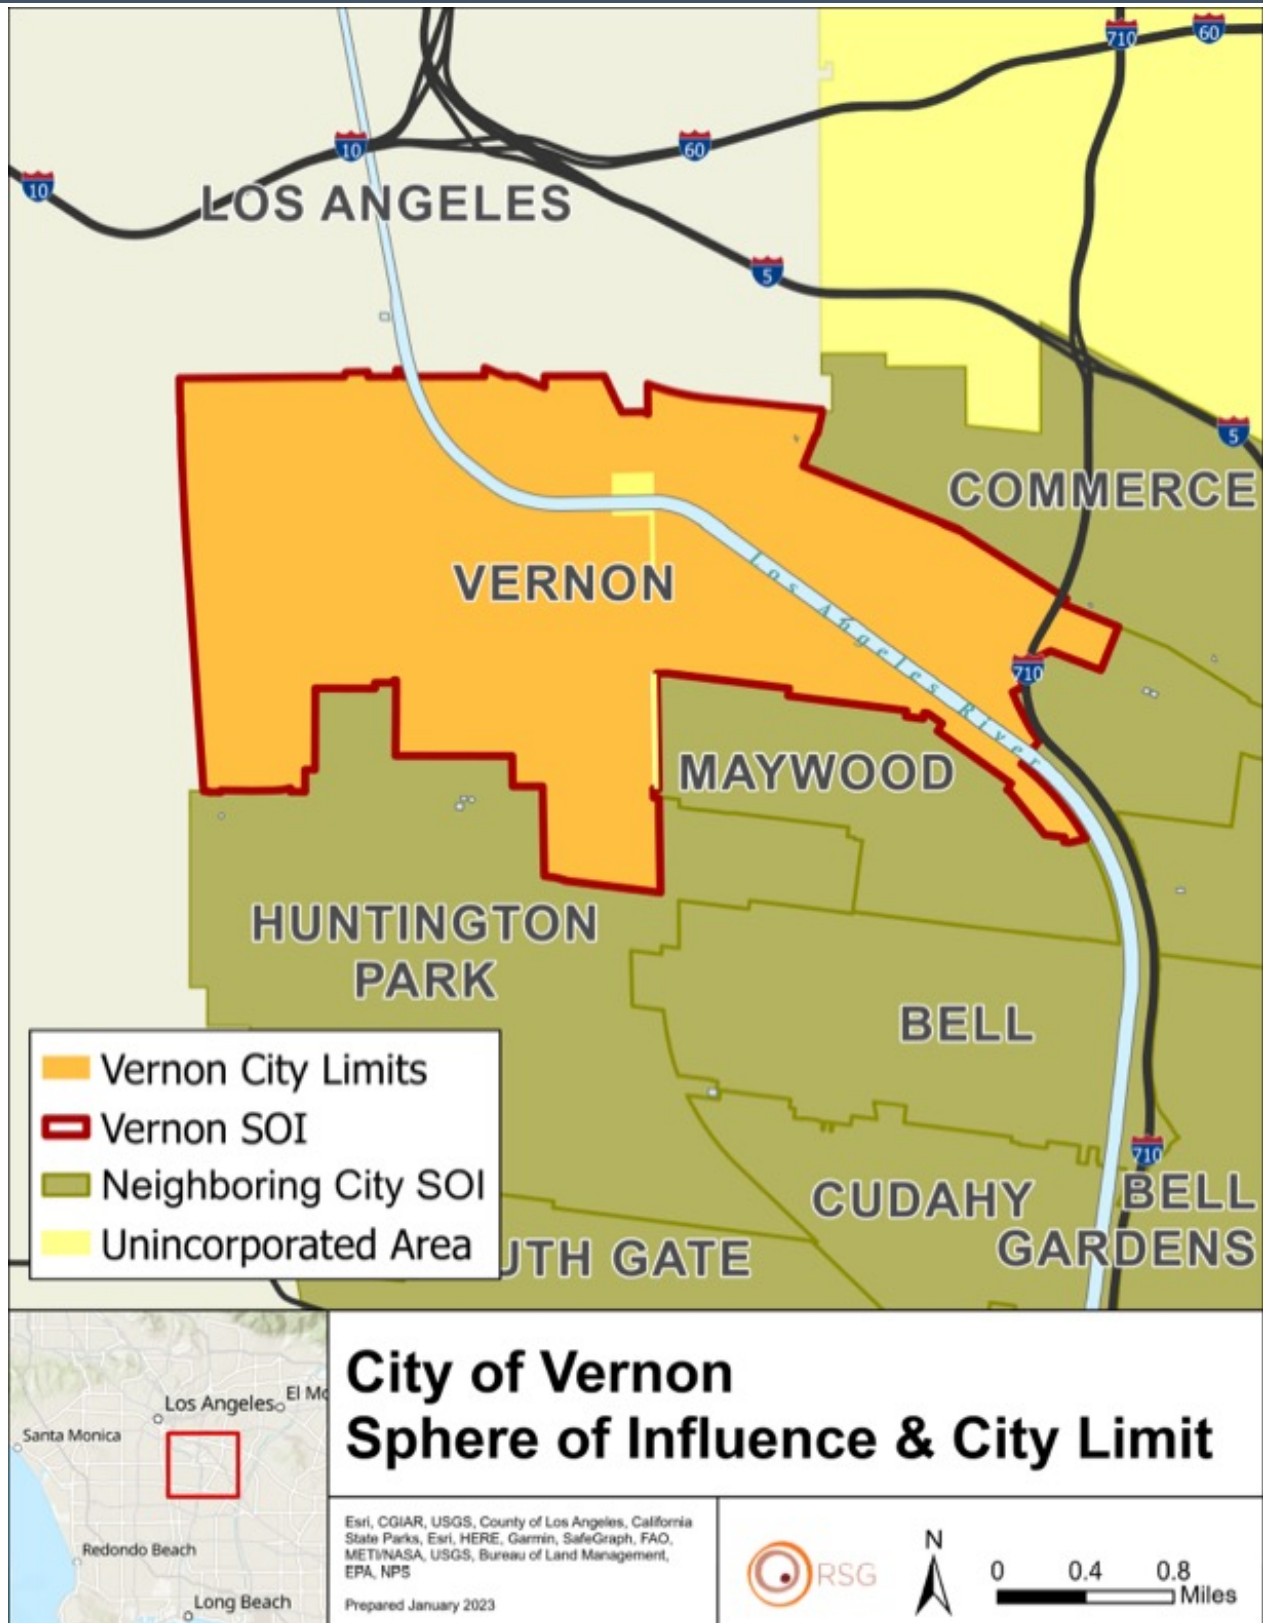 710
60
10
60
10
LOS ANGELES
5
5
COMMERCE
VERNON
Los Angeles River
710
MAYWOOD
HUNTINGTON
PARK
BELL
Vernon City Limits
Vernon SOI
Neighboring City SOI
Unincorporated Area
710
CUDAHY
BELL
GARDENS
UTH GATE
Los Angeles
El Mo
Santa Monica
Redondo Beach
Long Beach
City of Vernon
Sphere of Influence & City Limit
Esri, CGIAR, USGS, County of Los Angeles, California
State Parks, Esri, HERE, Garmin, SafeGraph, FAO,
METI/NASA, USGS, Bureau of Land Management,
EPA, NPS
Prepared January 2023
RSG
N
0 0.4 0.8
Miles